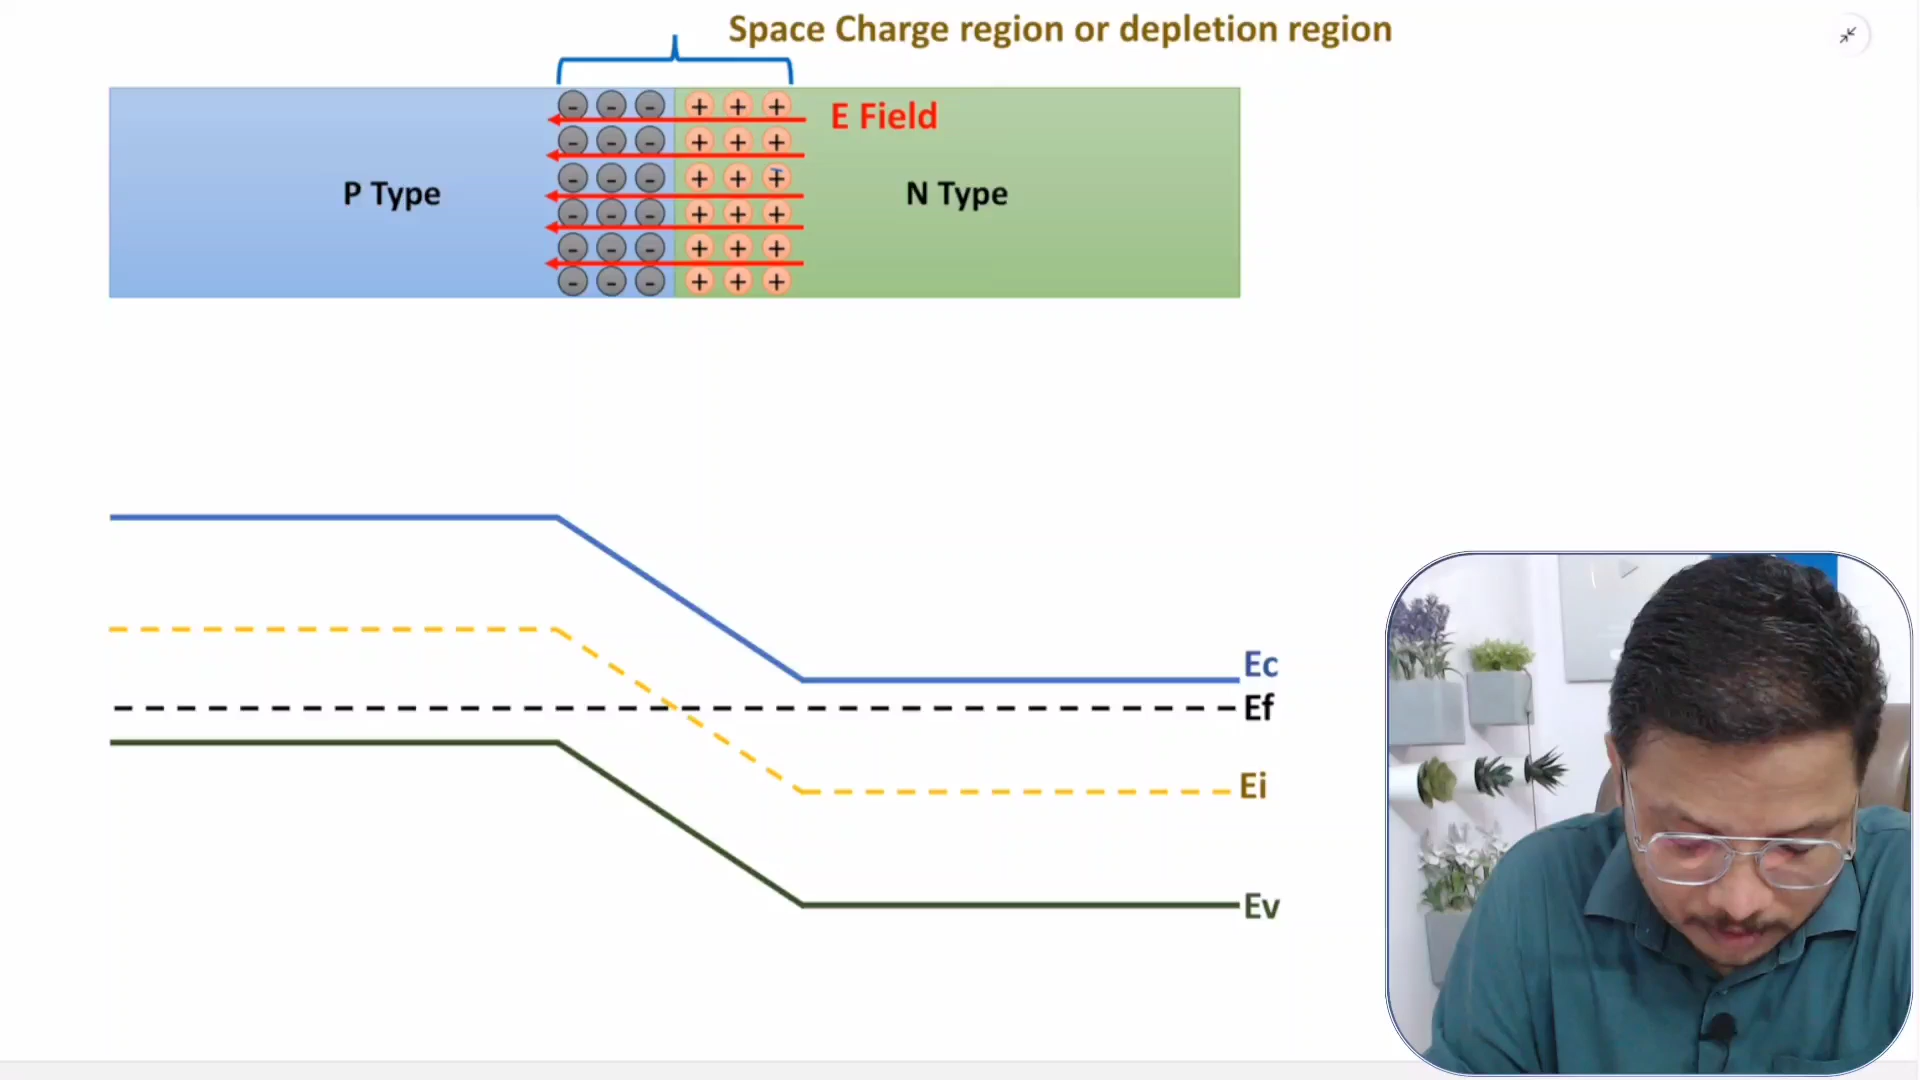 Space Charge region or depletion region
E Field
P Type
N Type
Ec
Ef
Ei
Ev